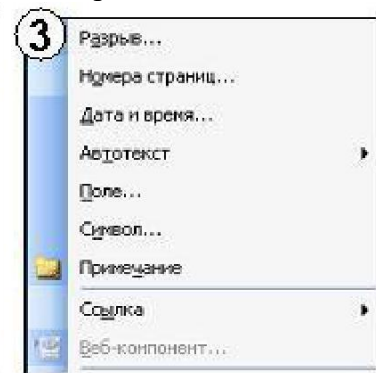 3
Разрыв...
Номера страниц...
Дата и время...
Автотекст
Поле...
Символ...
Примечание
Ссылка
Веб-компонент...